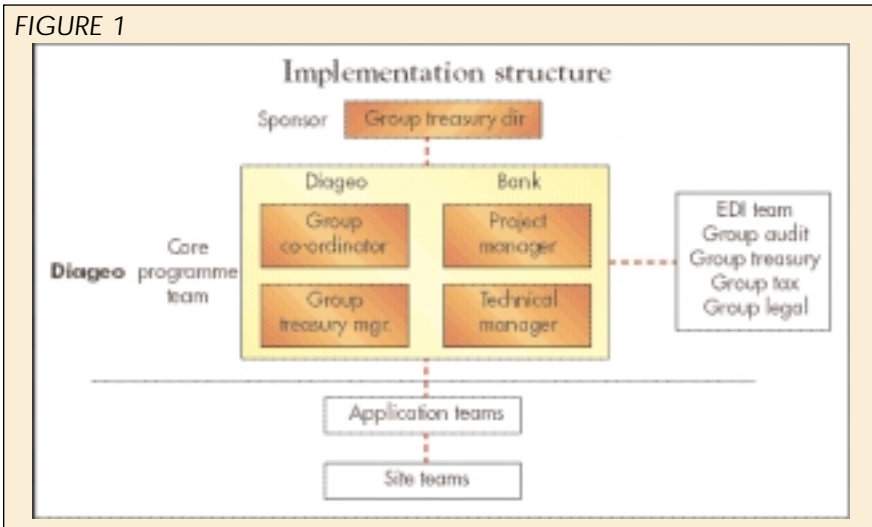 FIGURE 1
Implementation structure
Sponsor
Group treasury dir
Diageo
Bank
Group
co-ordinator
Project
manager
Diageo
Core
programme
team
Group
treasury mgr.
Technical
manager
EDI team
Group audit
Group treasury
Group tax
Group legal
Application teams
Site teams